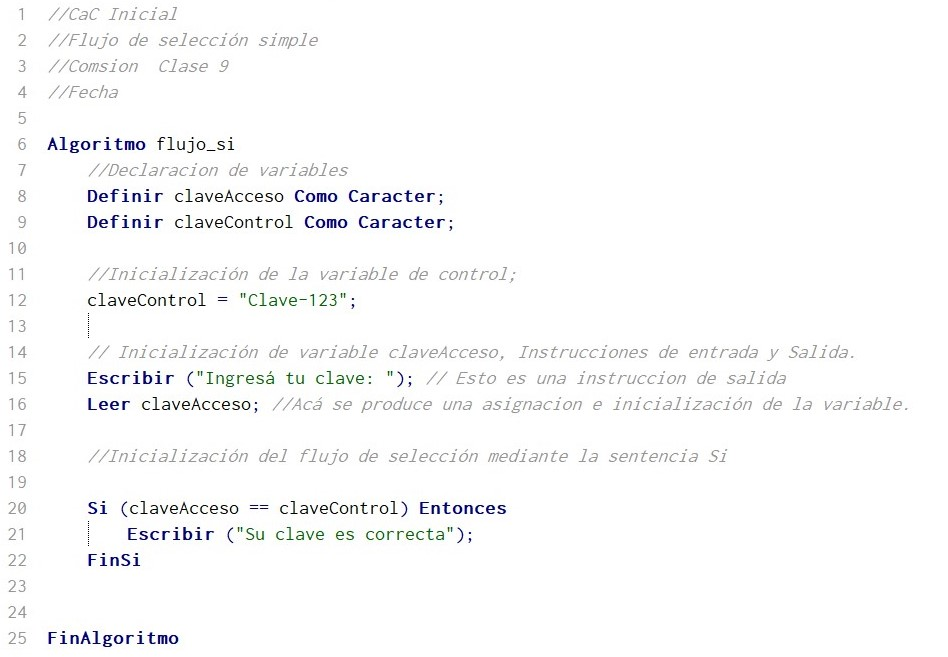 1 //CaC Inicial
2 //Flujo de selección simple
3 //Comsion  Clase 9
4 //Fecha
5
6 Algoritmo flujo_si
7 //Declaracion de variables
8 Definir claveAcceso Como Caracter;
9 Definir claveControl Como Caracter;
10
11 //Inicialización de la variable de control;
12 claveControl = "Clave-123";
13
14 // Inicialización de variable claveAcceso, Instrucciones de entrada y Salida.
15 Escribir ("Ingresá tu clave: "); // Esto es una instruccion de salida
16 Leer claveAcceso; //Acá se produce una asignacion e inicialización de la variable.
17
18 //Inicialización del flujo de selección mediante la sentencia Si
19
20 Si (claveAcceso == claveControl) Entonces
21 Escribir ("Su clave es correcta");
22 FinSi
23
24
25 FinAlgoritmo